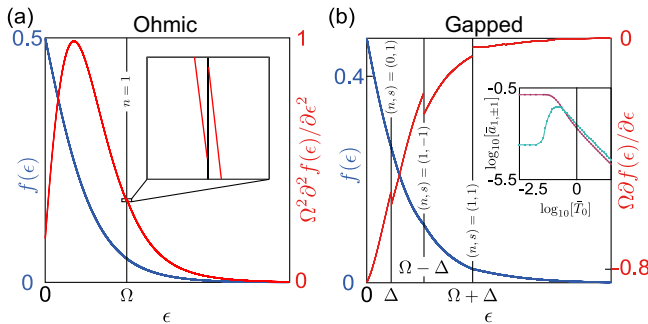 (a) Ohmic
0.5
f(ϵ)
0
n = 1
1
Ω²∂²f(ϵ)/∂ϵ²
0
0 Ω
ϵ
(b) Gapped
0.4
f(ϵ)
0
(n, s) = (0, 1)
(n, s) = (1, -1)
(n, s) = (1, 1)
Ω - Δ
0 Δ Ω + Δ
ϵ
-0.5
log₁₀[ā₁,±₁]
-5.5
-2.5 0
log₁₀[T̄₀]
0
Ω∂f(ϵ)/∂ϵ
-0.8